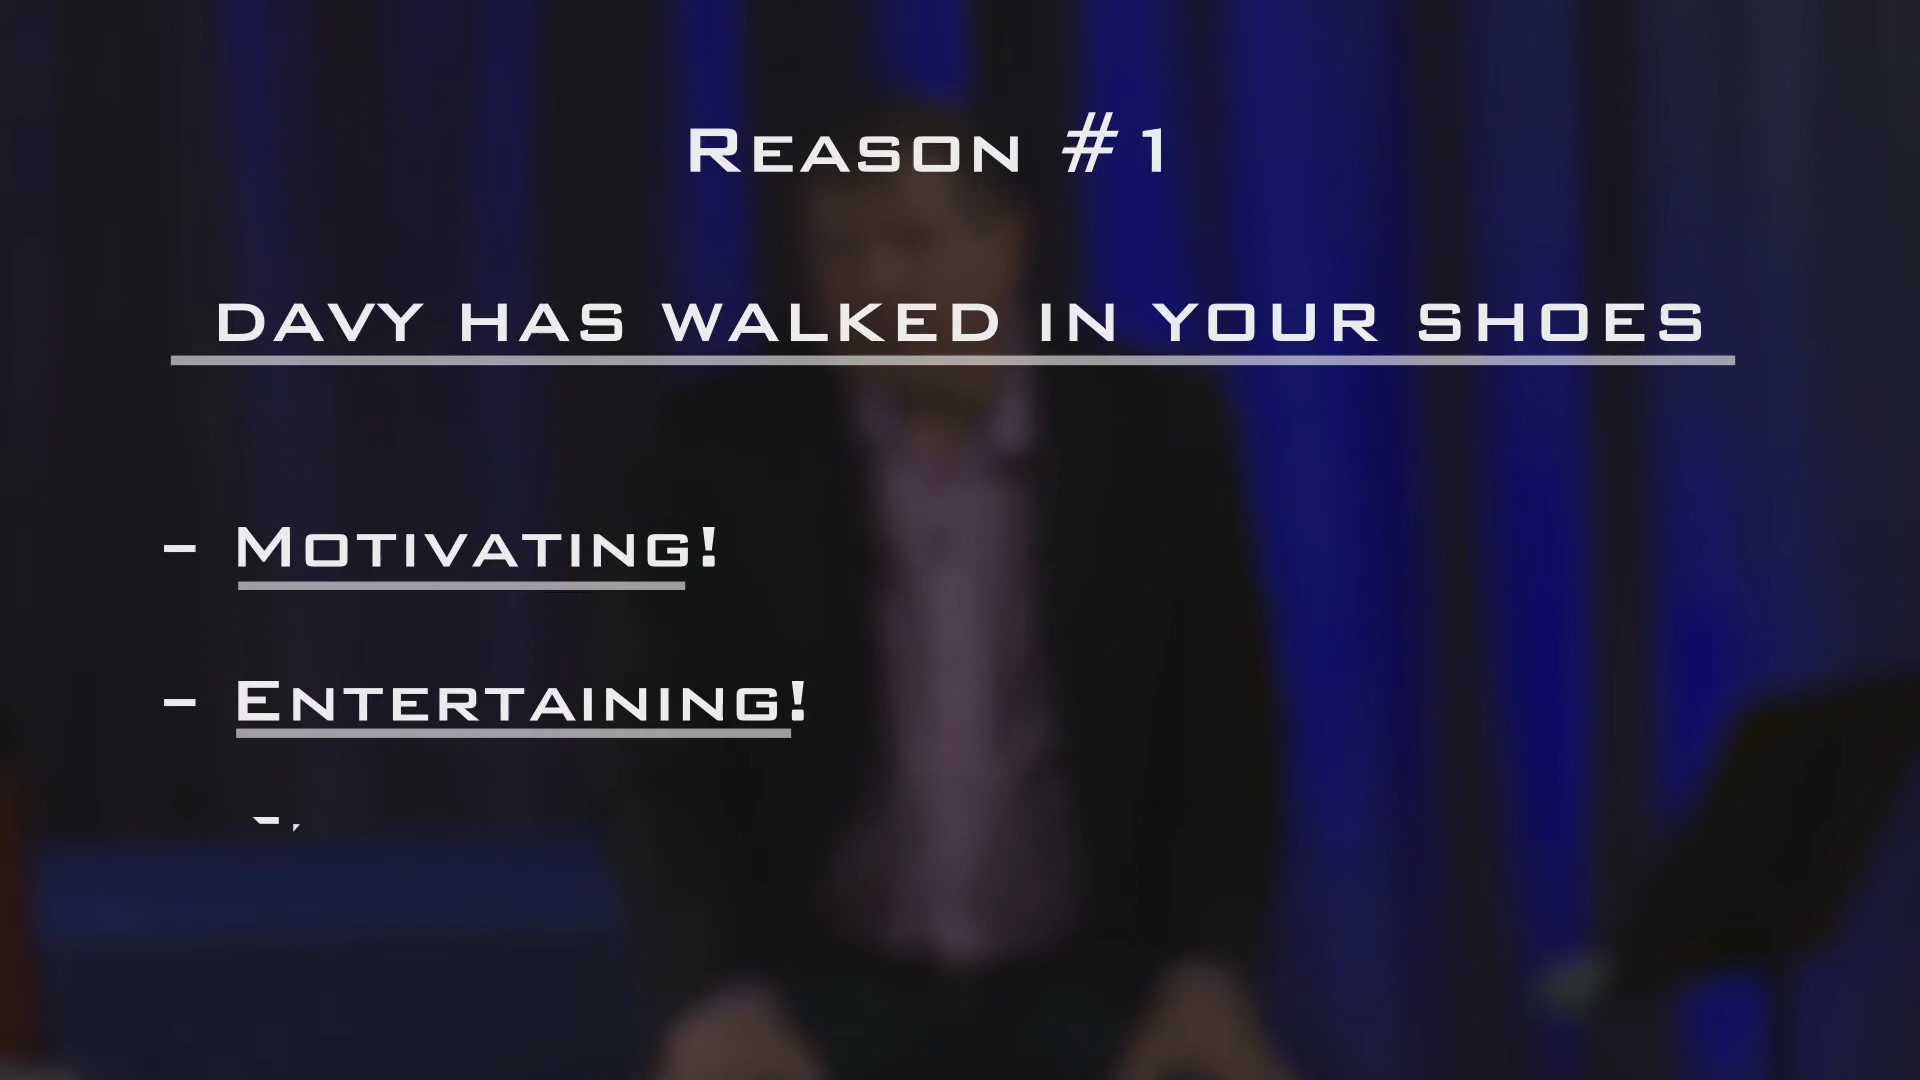 Reason #1
DAVY HAS WALKED IN YOUR SHOES
- Motivating!
- Entertaining!